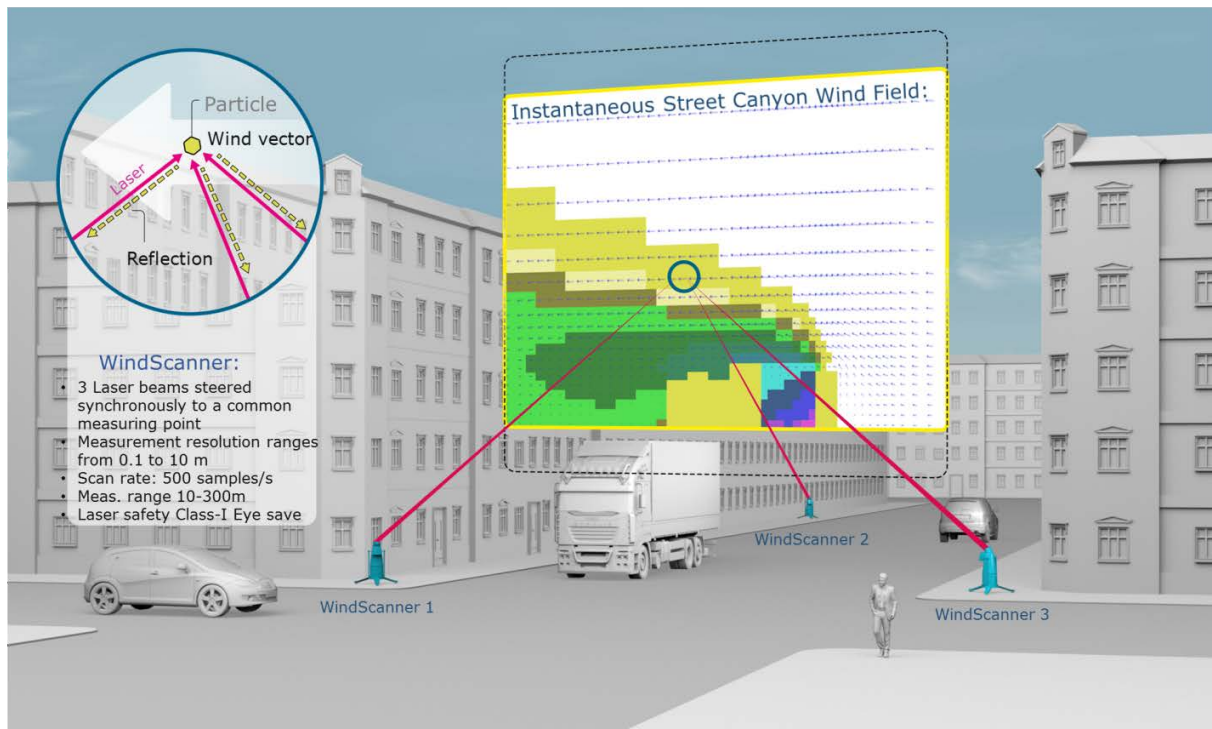 Particle
Wind vector
Laser
Reflection
WindScanner:
• 3 Laser beams steered
synchronously to a common
measuring point
• Measurement resolution ranges
from 0.1 to 10 m
• Scan rate: 500 samples/s
• Meas. range 10-300m
• Laser safety Class-I Eye save
Instantaneous Street Canyon Wind Field:
WindScanner 1
WindScanner 2
WindScanner 3